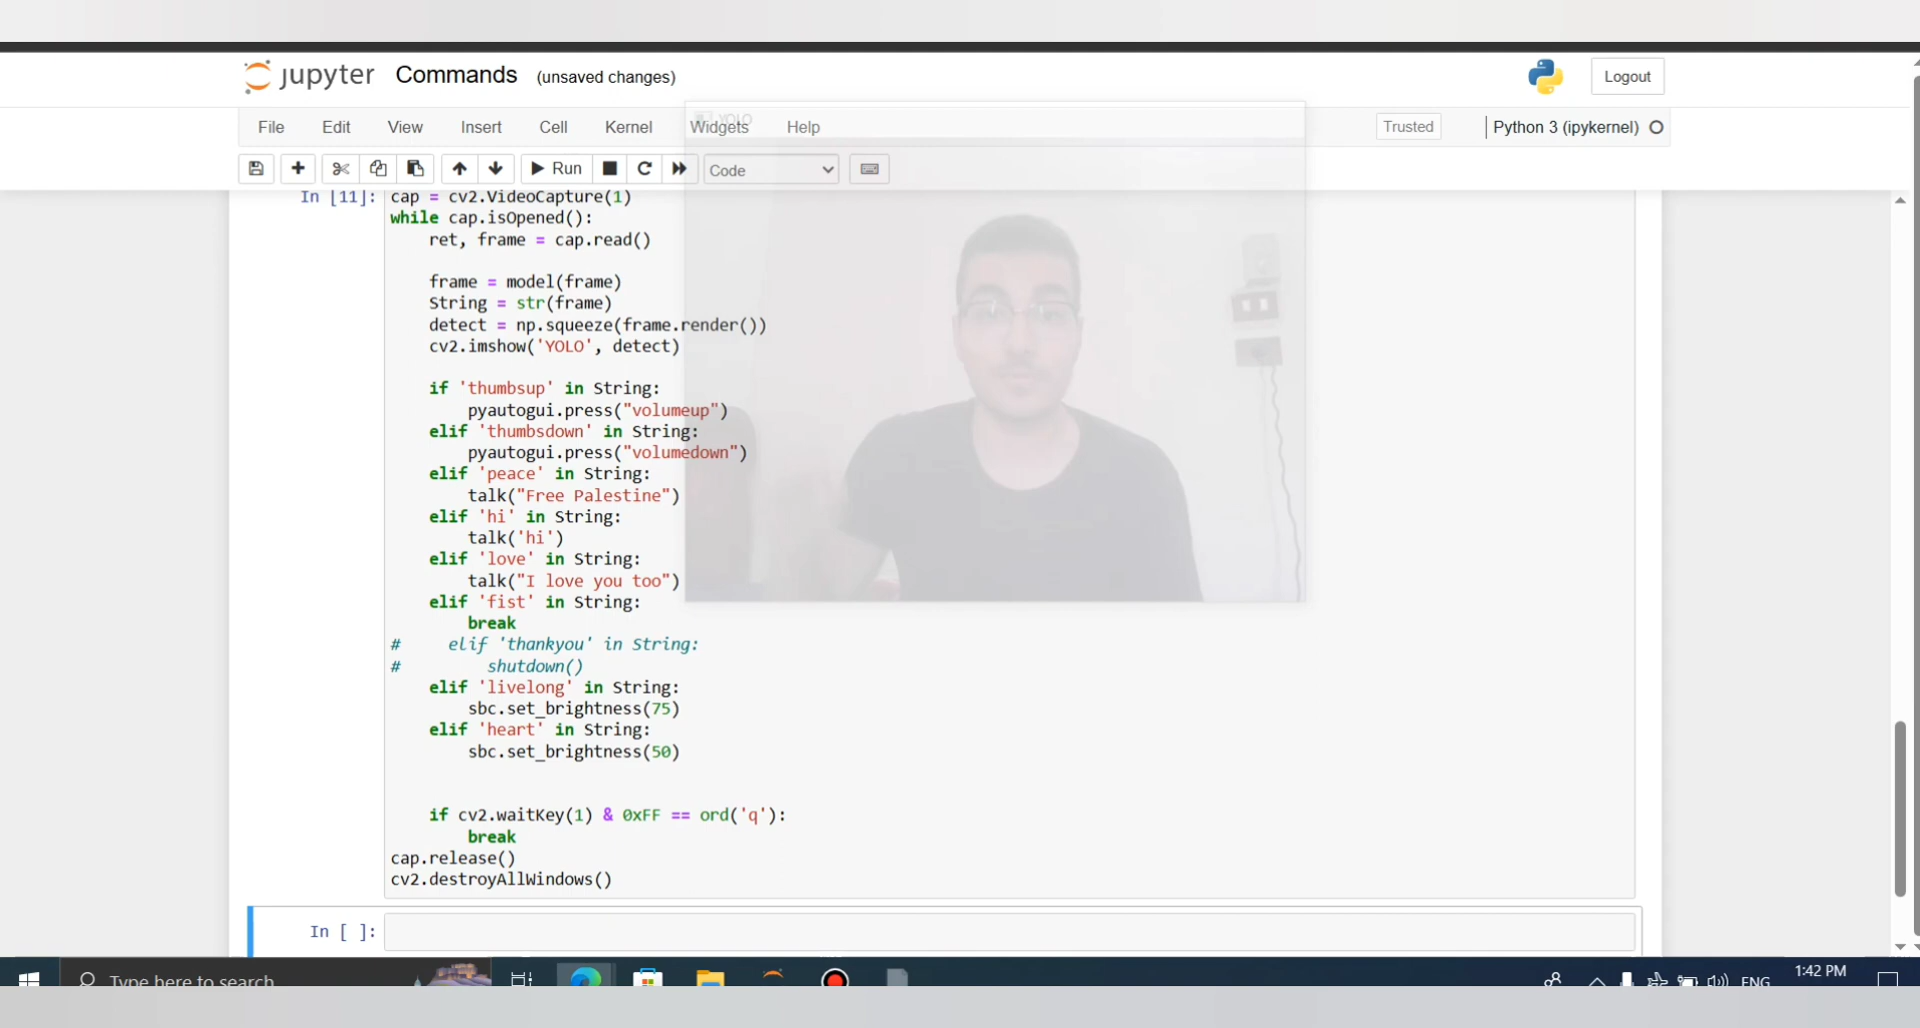 jupyter Commands (unsaved changes) Logout
File Edit View Insert Cell Kernel Widgets Help Trusted Python 3 (ipykernel)
YOLO
Run Code
In [11]: cap = cv2.VideoCapture(1)
while cap.isOpened():
    ret, frame = cap.read()
    frame = model(frame)
    String = str(frame)
    detect = np.squeeze(frame.render())
    cv2.imshow('YOLO', detect)
    if 'thumbsup' in String:
        pyautogui.press("volumeup")
    elif 'thumbsdown' in String:
        pyautogui.press("volumedown")
    elif 'peace' in String:
        talk("Free Palestine")
    elif 'hi' in String:
        talk('hi')
    elif 'love' in String:
        talk("I love you too")
    elif 'fist' in String:
        break
#     elif 'thankyou' in String:
#         shutdown()
    elif 'livelong' in String:
        sbc.set_brightness(75)
    elif 'heart' in String:
        sbc.set_brightness(50)
    if cv2.waitKey(1) & 0xFF == ord('q'):
        break
cap.release()
cv2.destroyAllWindows()
In [ ]:
Type here to search ENG 1:42 PM